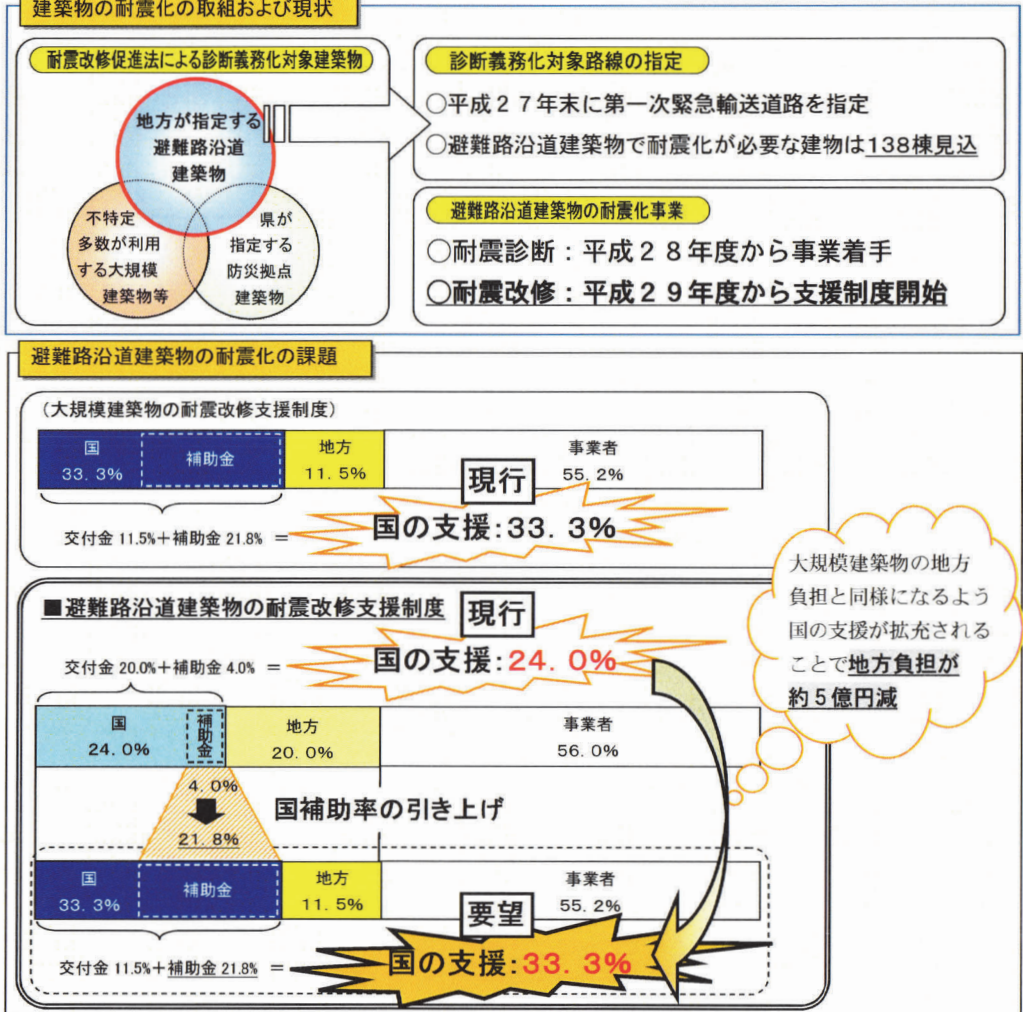 建築物の耐震化の取組および現状
耐震改修促進法による診断義務化対象建築物
地方が指定する
避難路沿道
建築物
不特定
多数が利用
する大規模
建築物等
県が
指定する
防災拠点
建築物
診断義務化対象路線の指定
○平成27年末に第一次緊急輸送道路を指定
○避難路沿道建築物で耐震化が必要な建物は138棟見込
避難路沿道建築物の耐震化事業
○耐震診断：平成28年度から事業着手
○耐震改修：平成29年度から支援制度開始
避難路沿道建築物の耐震化の課題
（大規模建築物の耐震改修支援制度）
国
33.3%
補助金
地方
11.5%
事業者
55.2%
現行
交付金 11.5%＋補助金 21.8% ＝
国の支援：33.3%
■避難路沿道建築物の耐震改修支援制度
現行
交付金 20.0%＋補助金 4.0% ＝
国の支援：24.0%
国
24.0%
補助金
地方
20.0%
事業者
56.0%
4.0%
21.8%
国補助率の引き上げ
国
33.3%
補助金
地方
11.5%
事業者
55.2%
要望
交付金 11.5%＋補助金 21.8% ＝
国の支援：33.3%
大規模建築物の地方
負担と同様になるよう
国の支援が拡充される
ことで地方負担が
約5億円減